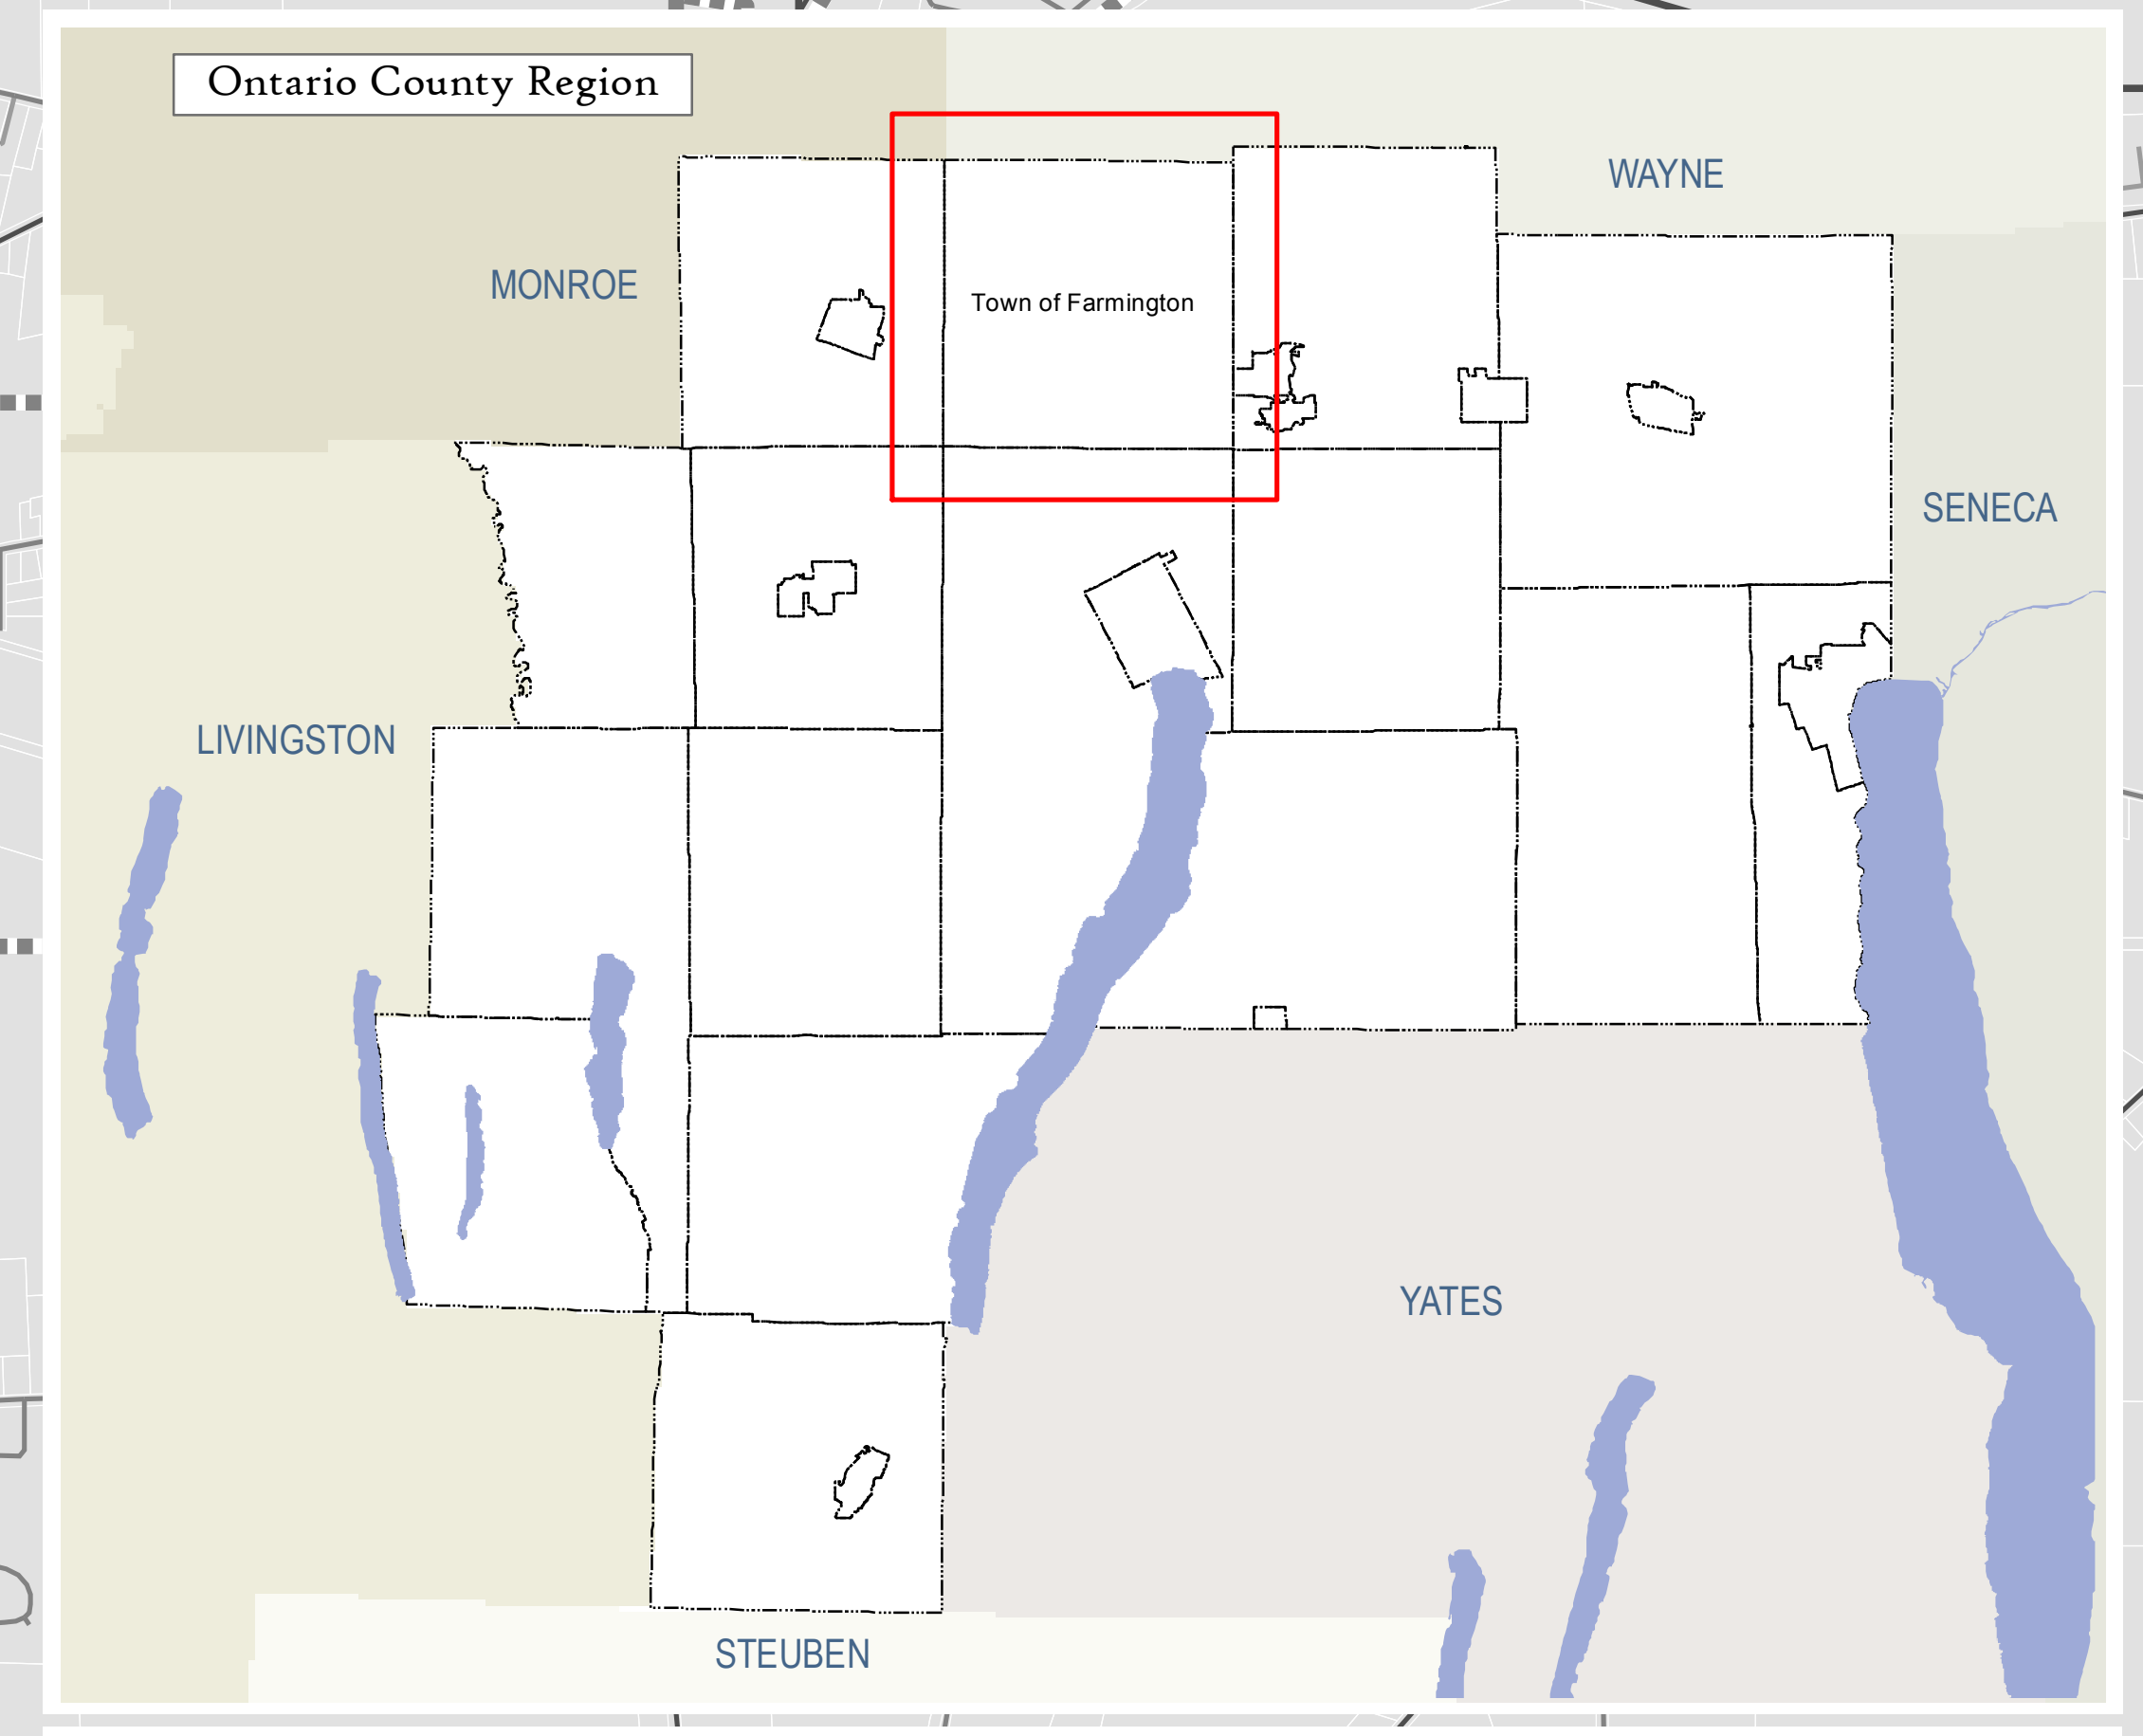 Ontario County Region
WAYNE
MONROE
Town of Farmington
SENECA
LIVINGSTON
YATES
STEUBEN